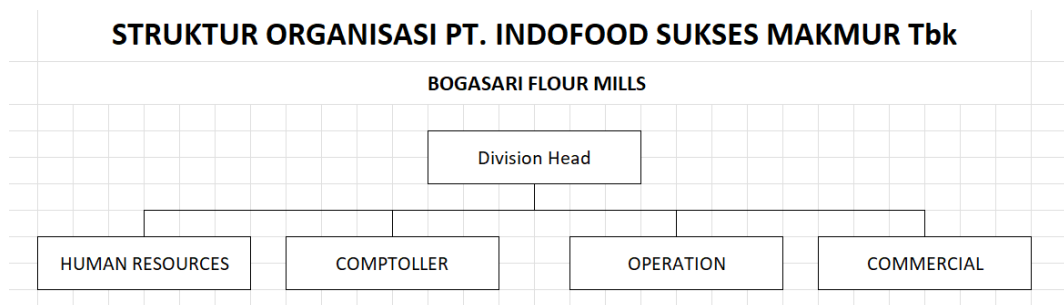 STRUKTUR ORGANISASI PT. INDOFOOD SUKSES MAKMUR Tbk
BOGASARI FLOUR MILLS
Division Head
HUMAN RESOURCES
COMPTOLLER
OPERATION
COMMERCIAL